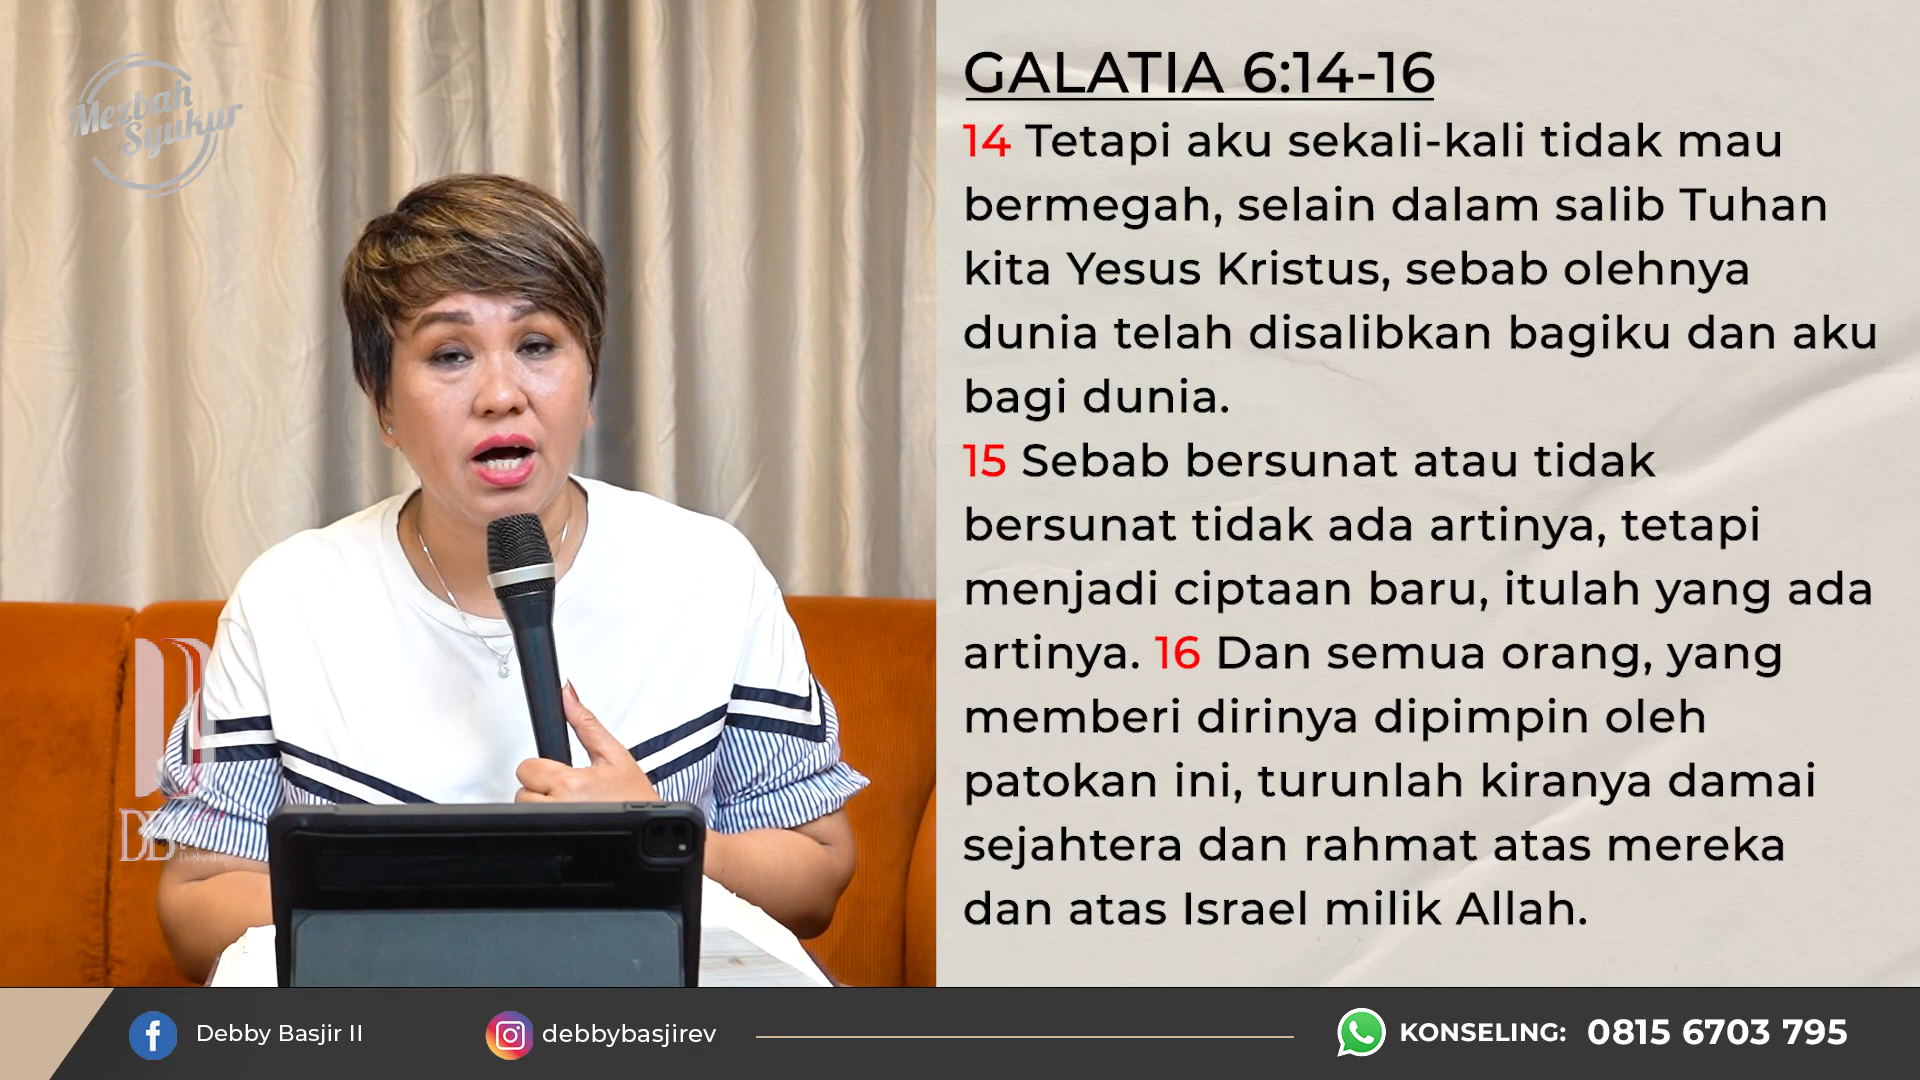 Mezbah
Syukur
GALATIA 6:14-16
14 Tetapi aku sekali-kali tidak mau
bermegah, selain dalam salib Tuhan
kita Yesus Kristus, sebab olehnya
dunia telah disalibkan bagiku dan aku
bagi dunia.
15 Sebab bersunat atau tidak
bersunat tidak ada artinya, tetapi
menjadi ciptaan baru, itulah yang ada
artinya. 16 Dan semua orang, yang
memberi dirinya dipimpin oleh
patokan ini, turunlah kiranya damai
sejahtera dan rahmat atas mereka
dan atas Israel milik Allah.
Debby Basjir II
debbybasjirev
KONSELING: 0815 6703 795